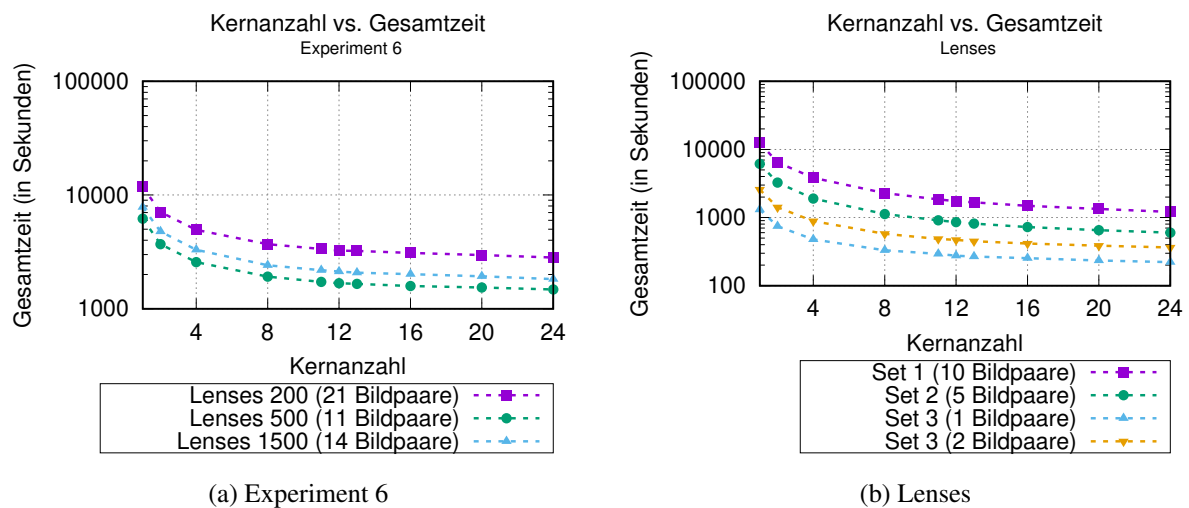 Kernanzahl vs. Gesamtzeit
Experiment 6
Gesamtzeit (in Sekunden)
100000
10000
1000
4 8 12 16 20 24
Kernanzahl
Lenses 200 (21 Bildpaare)
Lenses 500 (11 Bildpaare)
Lenses 1500 (14 Bildpaare)
(a) Experiment 6
Kernanzahl vs. Gesamtzeit
Lenses
Gesamtzeit (in Sekunden)
100000
10000
1000
100
4 8 12 16 20 24
Kernanzahl
Set 1 (10 Bildpaare)
Set 2 (5 Bildpaare)
Set 3 (1 Bildpaare)
Set 3 (2 Bildpaare)
(b) Lenses